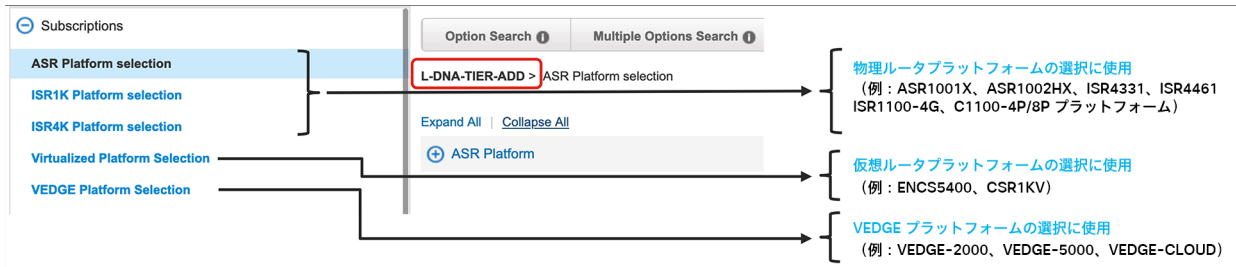 Subscriptions
ASR Platform selection
ISR1K Platform selection
ISR4K Platform selection
Virtualized Platform Selection
VEDGE Platform Selection
Option Search
Multiple Options Search
L-DNA-TIER-ADD > ASR Platform selection
Expand All | Collapse All
ASR Platform
物理ルータプラットフォームの選択に使用
（例：ASR1001X、ASR1002HX、ISR4331、ISR4461
ISR1100-4G、C1100-4P/8P プラットフォーム）
仮想ルータプラットフォームの選択に使用
（例：ENCS5400、CSR1KV）
VEDGE プラットフォームの選択に使用
（例：VEDGE-2000、VEDGE-5000、VEDGE-CLOUD）